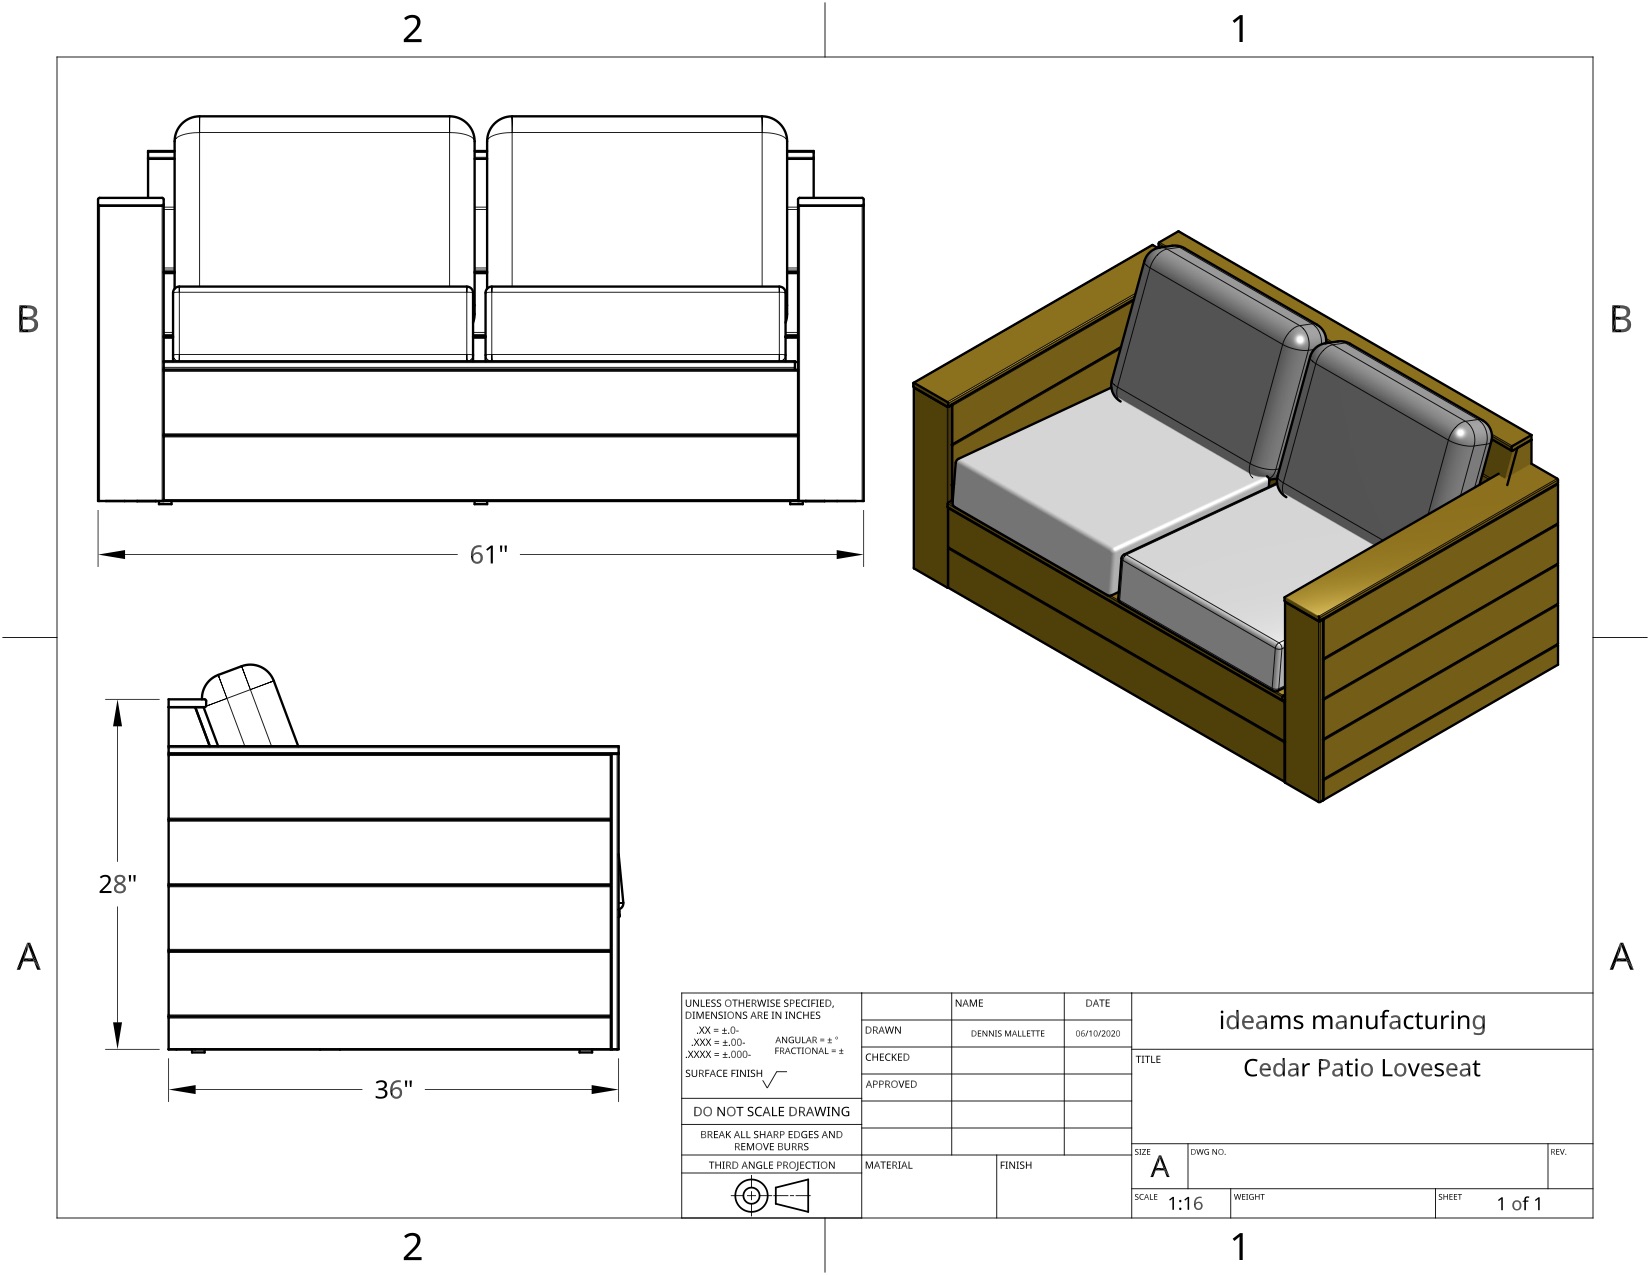 2
1
B
B
61"
28"
A
A
36"
UNLESS OTHERWISE SPECIFIED,
DIMENSIONS ARE IN INCHES
.XX = ±.0-
.XXX = ±.00-
.XXXX = ±.000-
ANGULAR = ± °
FRACTIONAL = ±
SURFACE FINISH
DO NOT SCALE DRAWING
BREAK ALL SHARP EDGES AND
REMOVE BURRS
THIRD ANGLE PROJECTION
NAME
DATE
DRAWN
DENNIS MALLETTE
06/10/2020
CHECKED
APPROVED
MATERIAL
FINISH
ideams manufacturing
TITLE
Cedar Patio Loveseat
SIZE
A
DWG NO.
REV.
SCALE
1:16
WEIGHT
SHEET
1 of 1
2
1